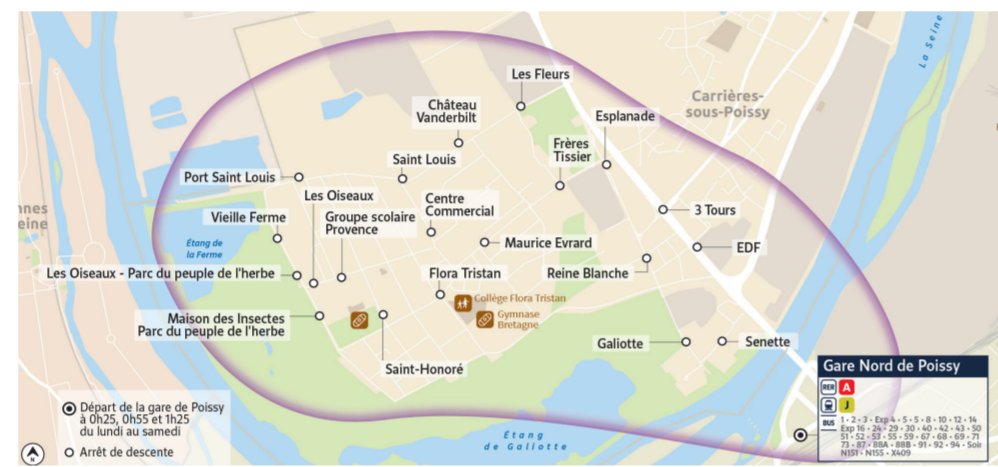 La Seine
Les Fleurs
Carrières-
sous-Poissy
Château
Vanderbilt
Esplanade
Frères
Tissier
Saint Louis
Port Saint Louis
Les Oiseaux
Centre
Commercial
3 Tours
nnes
eine
Vieille Ferme
Groupe scolaire
Provence
Étang de
la Ferme
Maurice Evrard
EDF
Les Oiseaux - Parc du peuple de l'herbe
Flora Tristan
Reine Blanche
Collège Flora Tristan
Gymnase
Bretagne
Maison des Insectes
Parc du peuple de l'herbe
Galiotte
Senette
Saint-Honoré
Gare Nord de Poissy
RER A
J
BUS
1 • 2 • 3 • Exp 4 • 5 • 5 • 8 • 10 • 12 • 14
Exp 16 • 24 • 29 • 30 • 40 • 42 • 43 • 50
51 • 52 • 53 • 55 • 59 • 67 • 68 • 69 • 71
73 • 87 • 88A • 88B • 91 • 92 • 94 • Soir
N151 • N155 • X409
Départ de la gare de Poissy
à 0h25, 0h55 et 1h25
du lundi au samedi
Arrêt de descente
Étang
de Galiotte
N